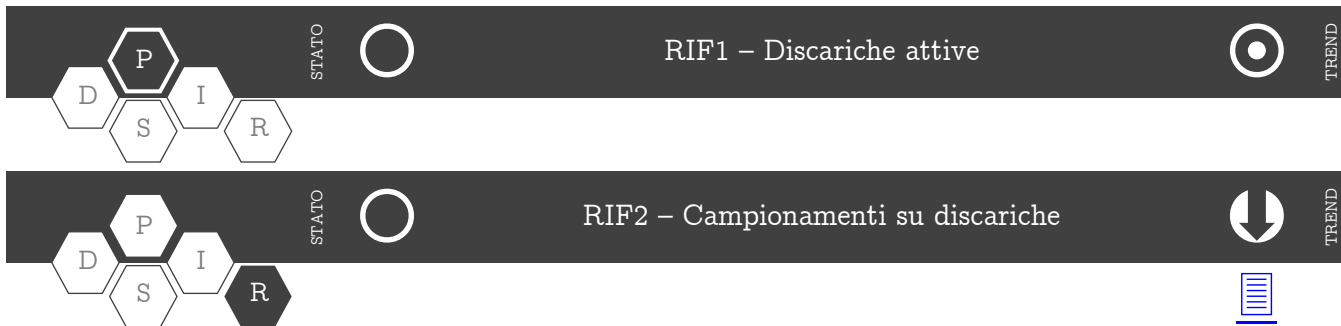 P
D
I
S
R
STATO
RIF1 – Discariche attive
TREND
P
D
I
S
R
STATO
RIF2 – Campionamenti su discariche
TREND